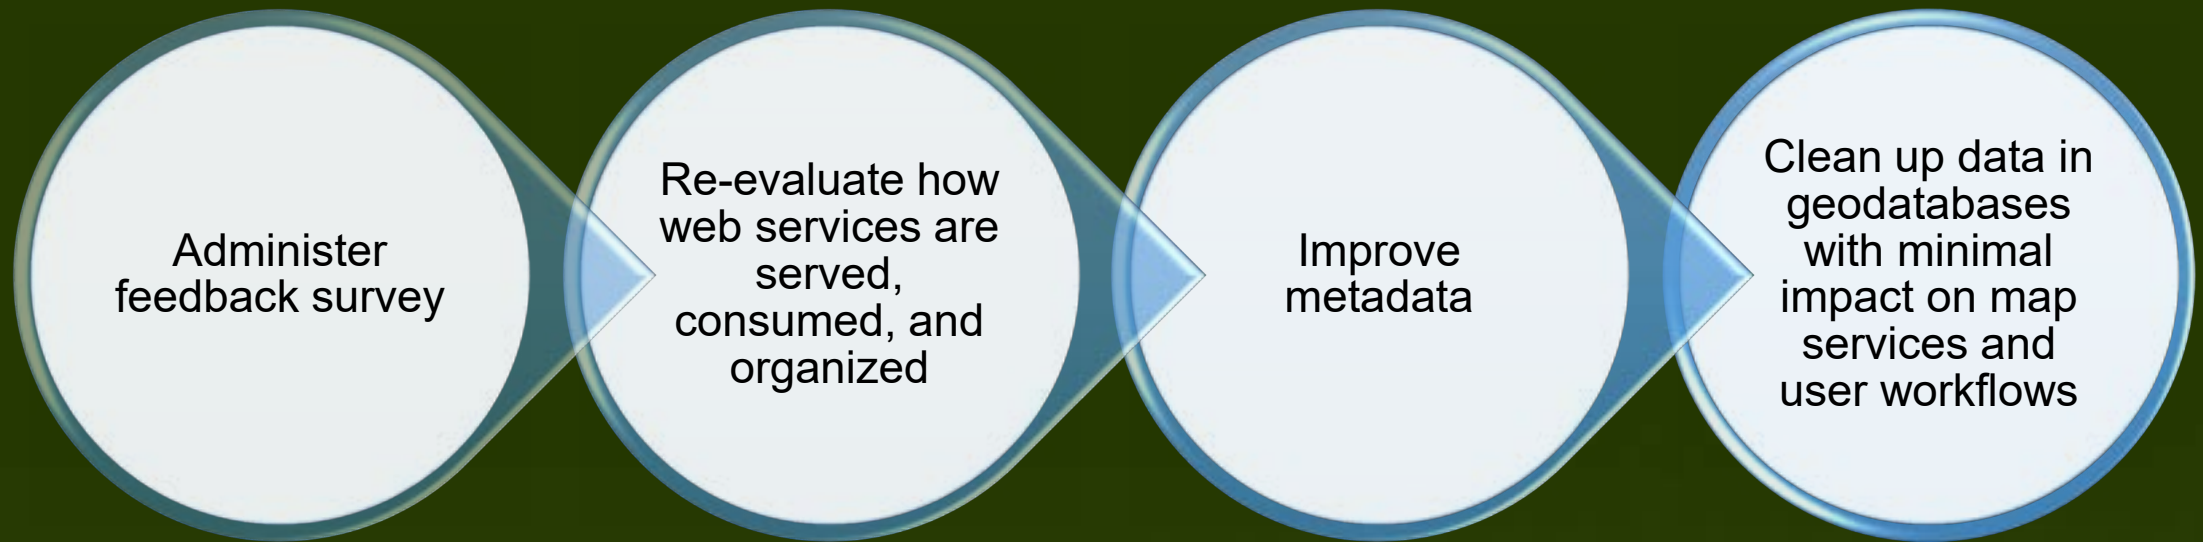 Administer
feedback survey
Re-evaluate how
web services are
served,
consumed, and
organized
Improve
metadata
Clean up data in
geodatabases
with minimal
impact on map
services and
user workflows